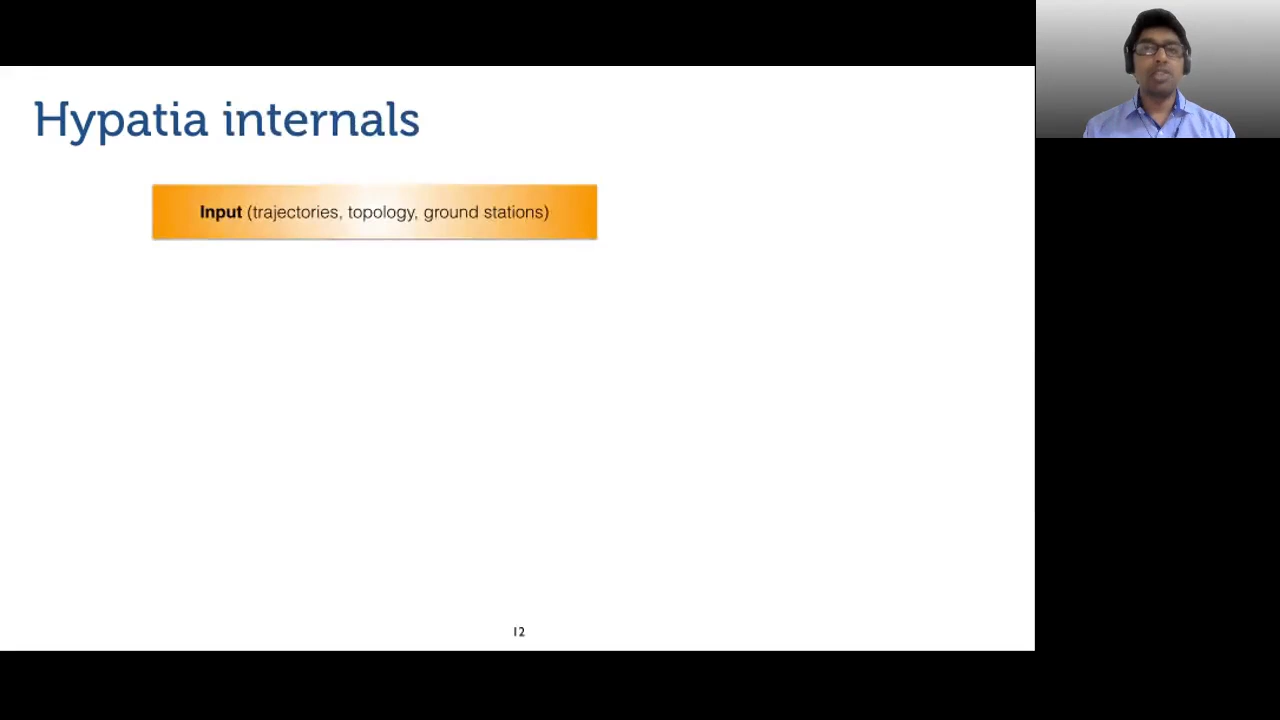 Hypatia internals
Input (trajectories, topology, ground stations)
12